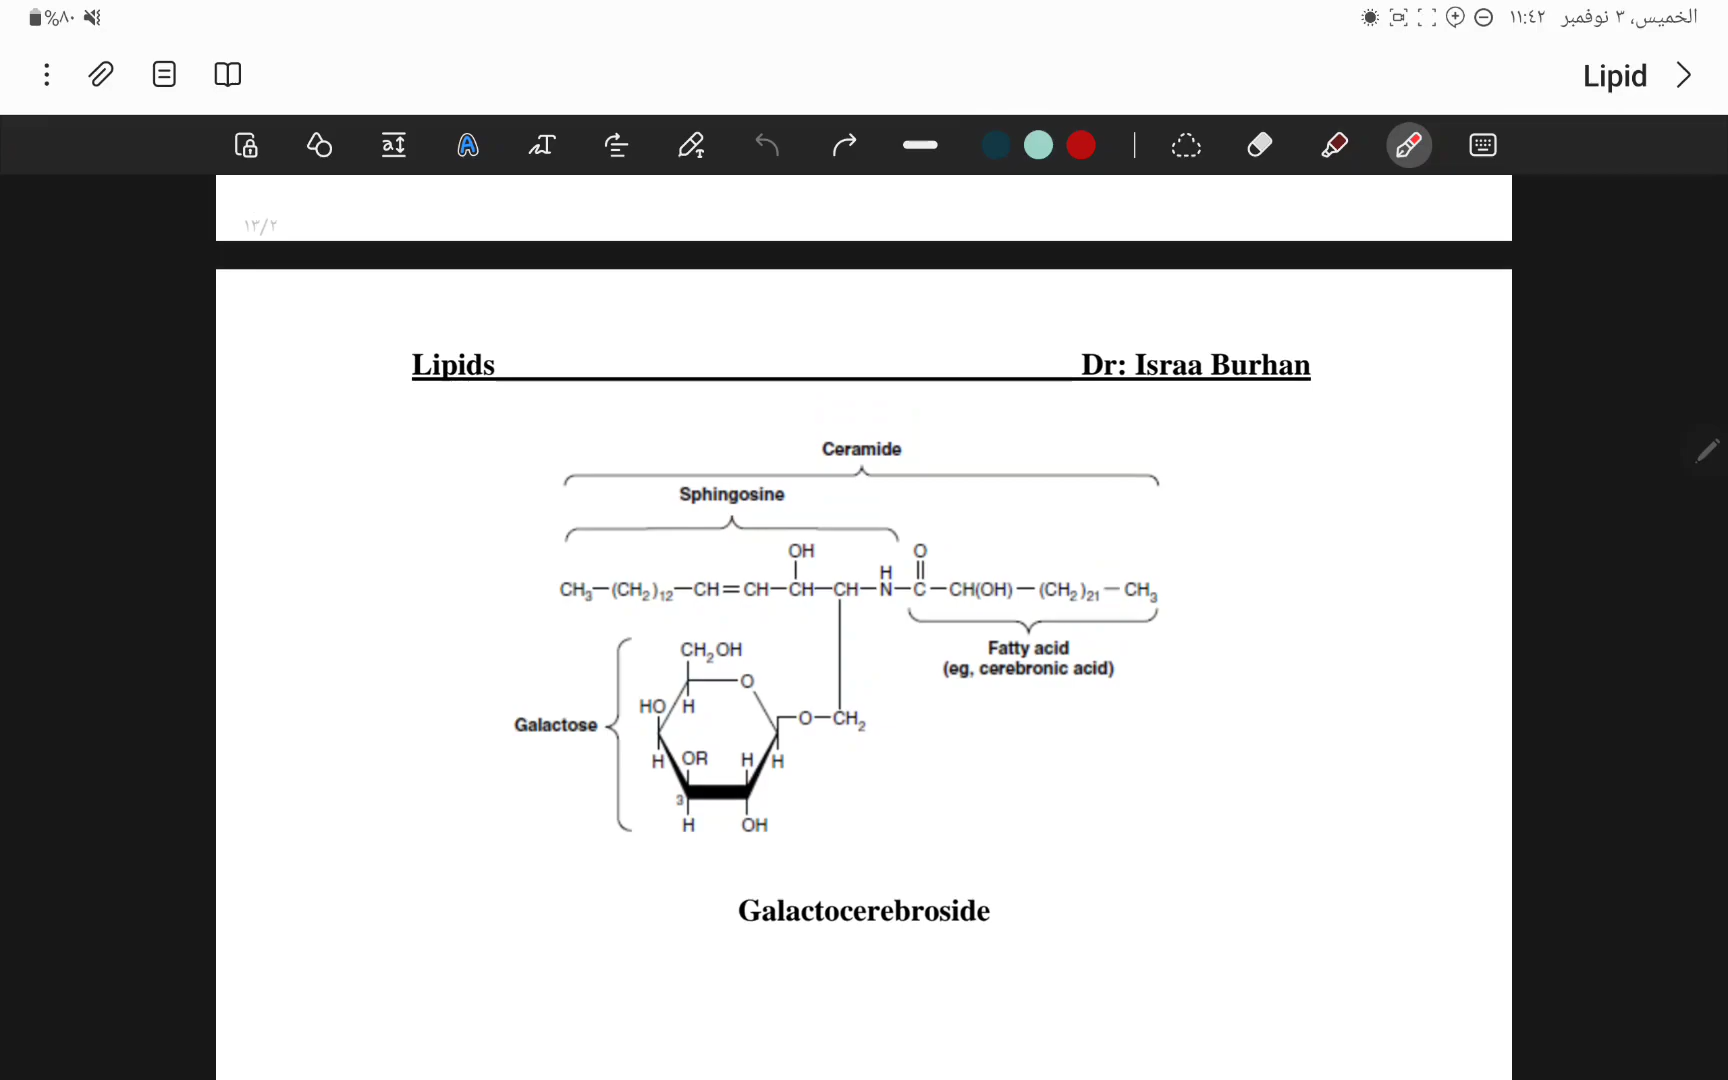 %٨٠
الخميس، ٣ نوفمبر ١١:٤٢
Lipid
١٣/٢
Lipids Dr: Israa Burhan
Ceramide
Sphingosine
OH O
H
CH₃—(CH₂)₁₂—CH=CH—CH—CH—N—C—CH(OH)—(CH₂)₂₁—CH₃
Fatty acid
(eg, cerebronic acid)
CH₂OH
O
HO H
Galactose
O—CH₂
H OR H H
3
H OH
Galactocerebroside